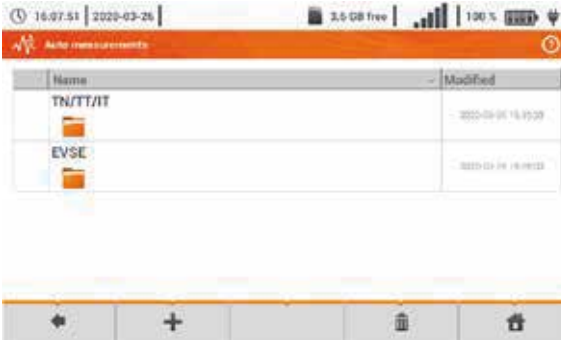 16:07:51 2020-03-26 3,5 GB free 100 %
Auto measurements
Name Modified
TN/TT/IT
EVSE